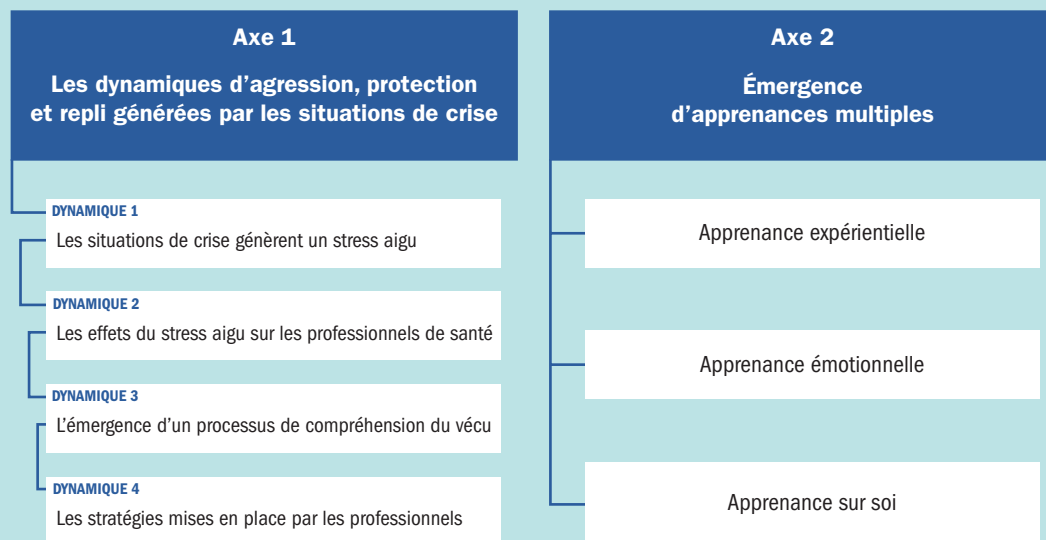 Axe 1
Les dynamiques d'agression, protection
et repli générées par les situations de crise
DYNAMIQUE 1
Les situations de crise génèrent un stress aigu
DYNAMIQUE 2
Les effets du stress aigu sur les professionnels de santé
DYNAMIQUE 3
L'émergence d'un processus de compréhension du vécu
DYNAMIQUE 4
Les stratégies mises en place par les professionnels
Axe 2
Émergence
d'apprenances multiples
Apprenance expérientielle
Apprenance émotionnelle
Apprenance sur soi